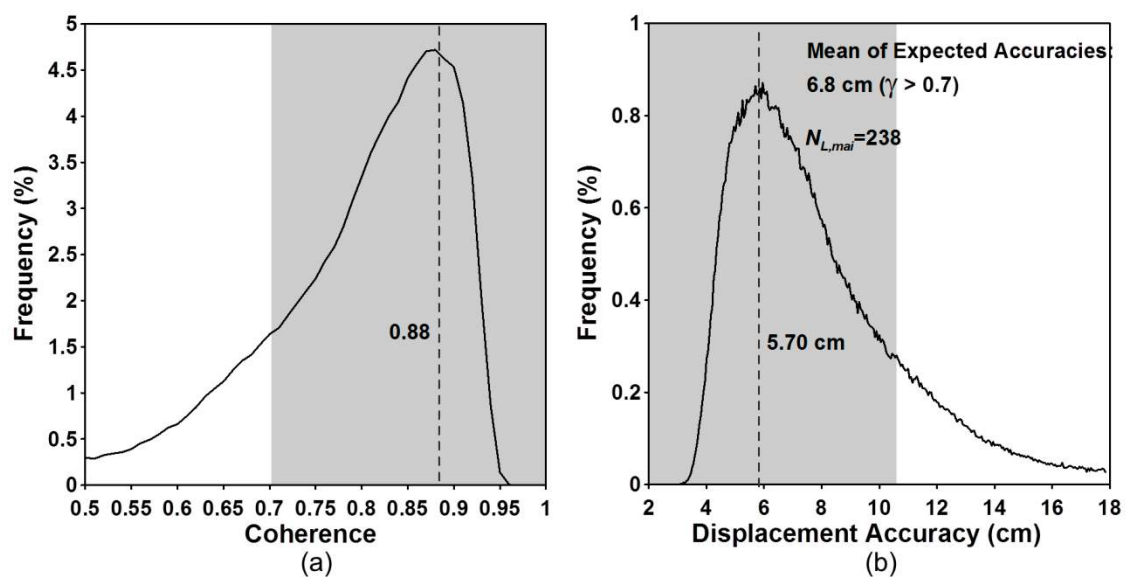 5
4.5
4
3.5
3
2.5
2
1.5
1
0.5
0
Frequency (%)
0.88
0.5 0.55 0.6 0.65 0.7 0.75 0.8 0.85 0.9 0.95 1
Coherence
(a)
1
0.8
0.6
0.4
0.2
0
Frequency (%)
Mean of Expected Accuracies:
6.8 cm (γ > 0.7)
N_L,mai=238
5.70 cm
2 4 6 8 10 12 14 16 18
Displacement Accuracy (cm)
(b)